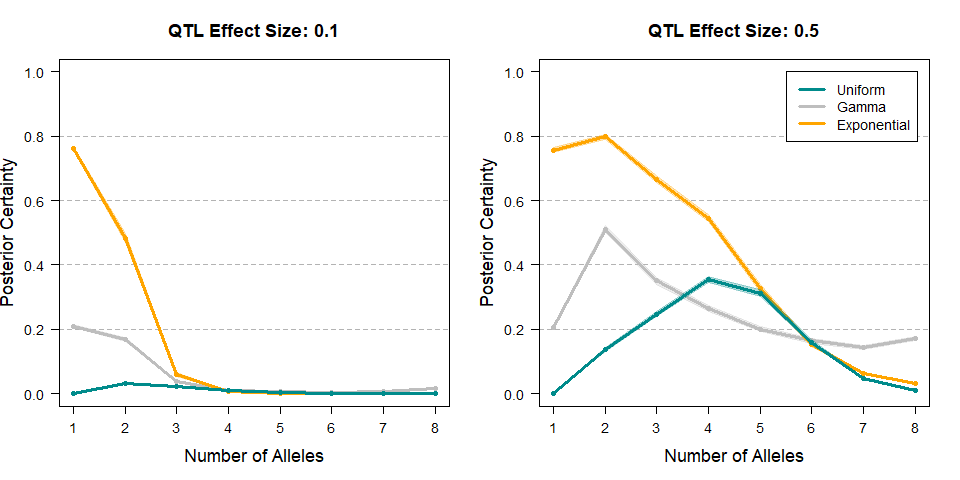 QTL Effect Size: 0.1
Posterior Certainty
1.0
0.8
0.6
0.4
0.2
0.0
1 2 3 4 5 6 7 8
Number of Alleles
QTL Effect Size: 0.5
Posterior Certainty
1.0
0.8
0.6
0.4
0.2
0.0
Uniform
Gamma
Exponential
1 2 3 4 5 6 7 8
Number of Alleles